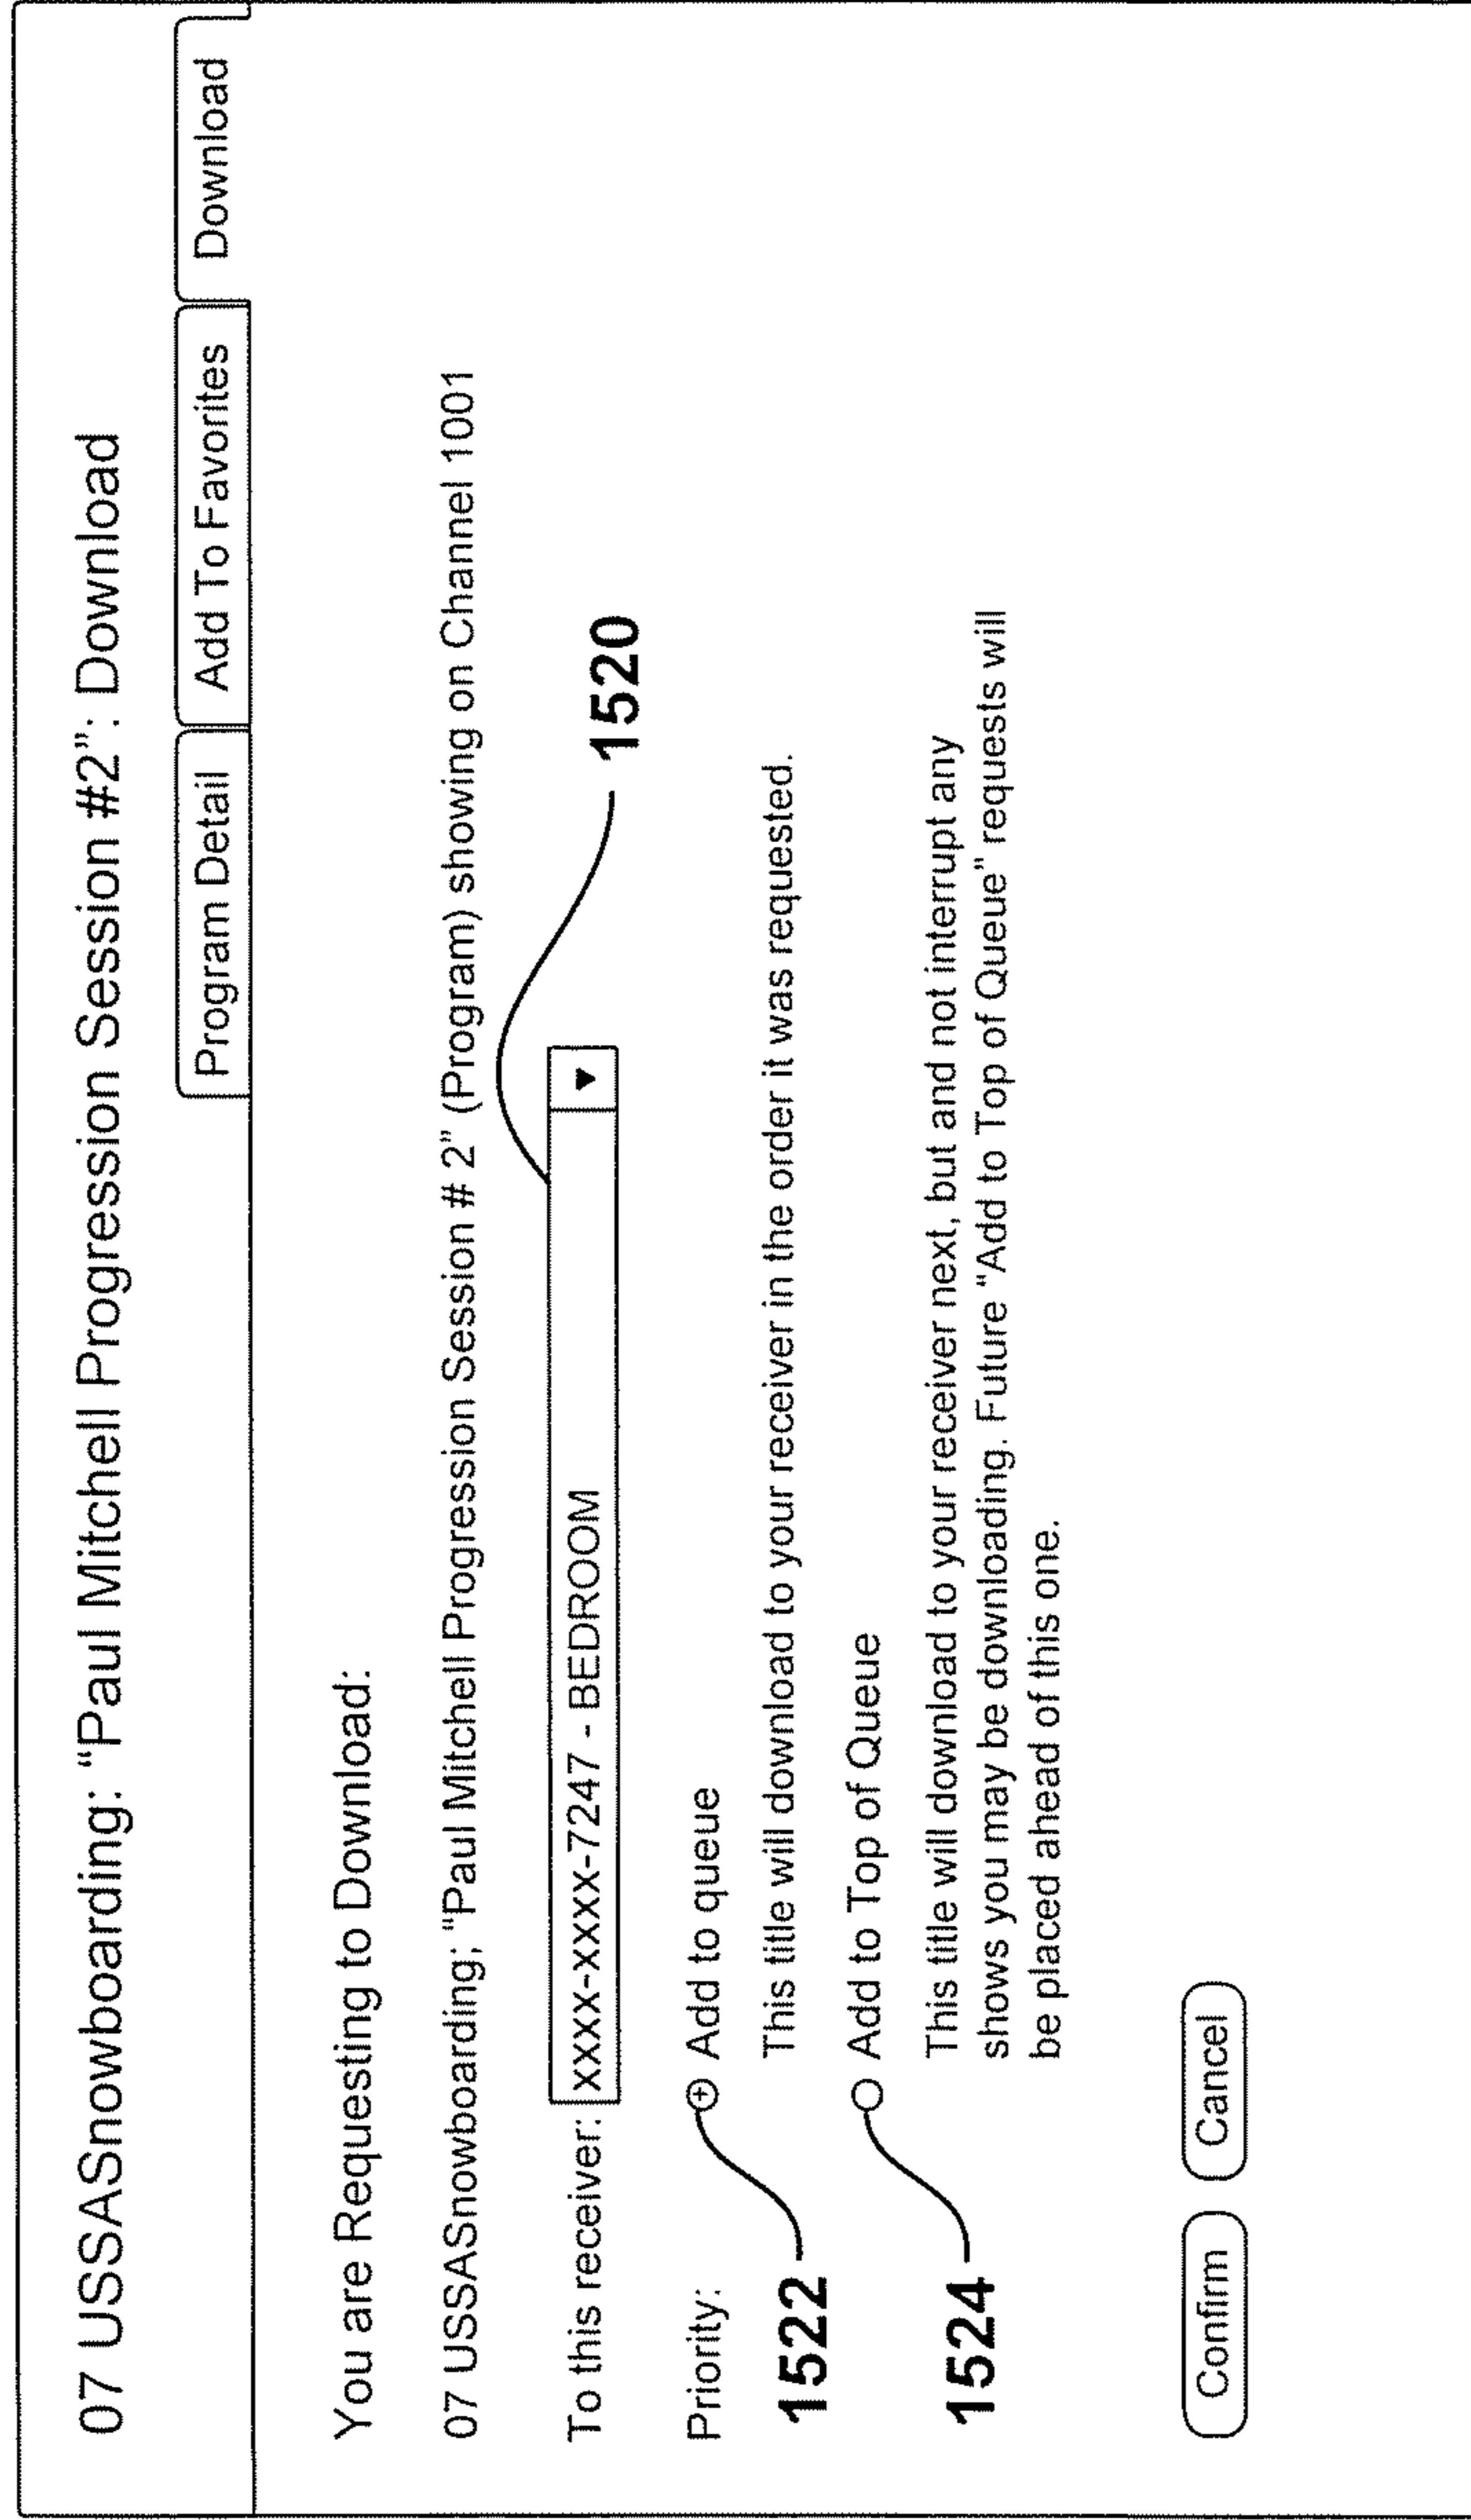 07 USSASnowboarding: “Paul Mitchell Progression Session #2”: Download
Program Detail
Add To Favorites
Download
You are Requesting to Download:
07 USSASnowboarding; “Paul Mitchell Progression Session # 2” (Program) showing on Channel 1001
To this receiver: xxxx-xxxx-7247 - BEDROOM
1520
Priority: Add to queue
1522
This title will download to your receiver in the order it was requested.
Add to Top of Queue
1524
This title will download to your receiver next, but and not interrupt any
shows you may be downloading. Future “Add to Top of Queue” requests will
be placed ahead of this one.
Confirm
Cancel